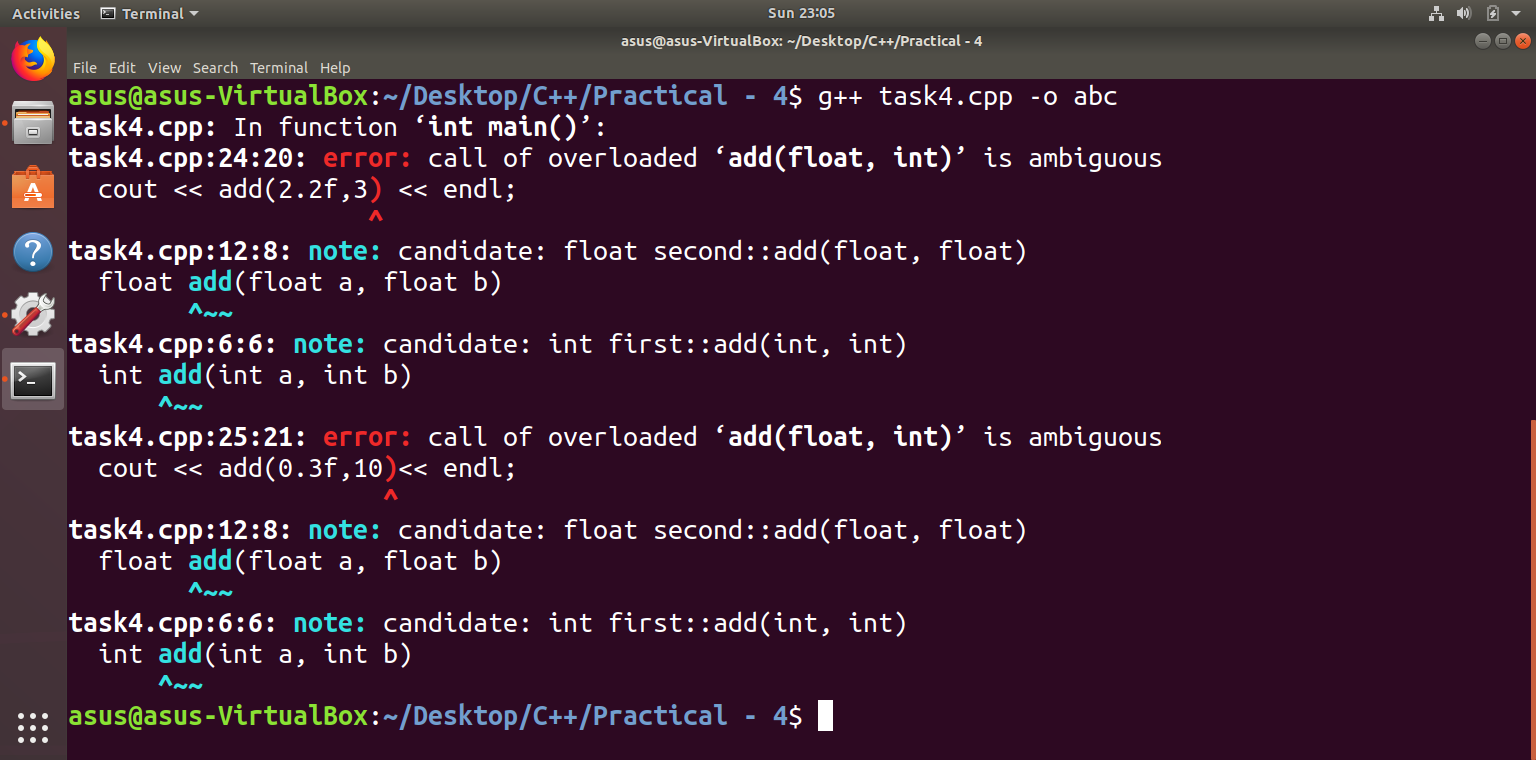 Activities Terminal Sun 23:05
asus@asus-VirtualBox: ~/Desktop/C++/Practical - 4
File Edit View Search Terminal Help
asus@asus-VirtualBox:~/Desktop/C++/Practical - 4$ g++ task4.cpp -o abc
task4.cpp: In function ‘int main()’:
task4.cpp:24:20: error: call of overloaded ‘add(float, int)’ is ambiguous
  cout << add(2.2f,3) << endl;
                    ^
task4.cpp:12:8: note: candidate: float second::add(float, float)
  float add(float a, float b)
        ^~~
task4.cpp:6:6: note: candidate: int first::add(int, int)
  int add(int a, int b)
      ^~~
task4.cpp:25:21: error: call of overloaded ‘add(float, int)’ is ambiguous
  cout << add(0.3f,10)<< endl;
                     ^
task4.cpp:12:8: note: candidate: float second::add(float, float)
  float add(float a, float b)
        ^~~
task4.cpp:6:6: note: candidate: int first::add(int, int)
  int add(int a, int b)
      ^~~
asus@asus-VirtualBox:~/Desktop/C++/Practical - 4$